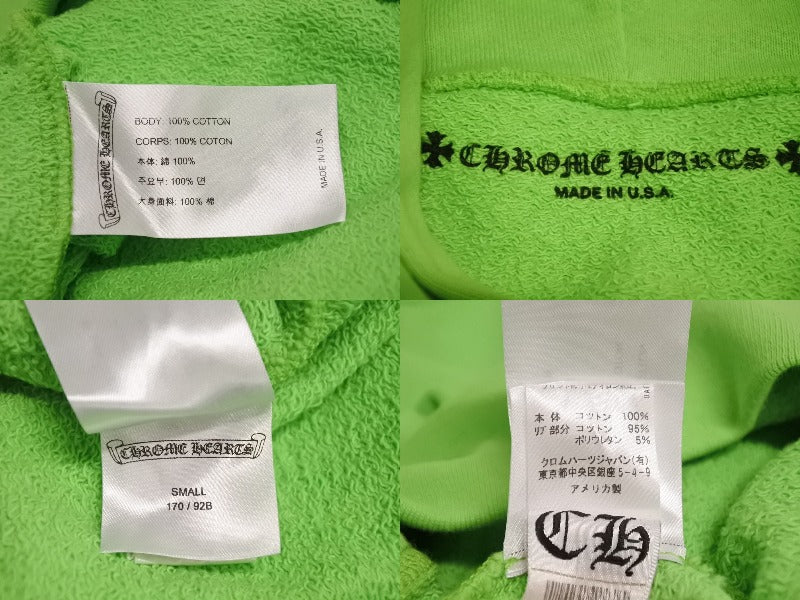 CHROME HEARTS
BODY: 100% COTTON
CORPS: 100% COTON
本体: 綿 100%
주요부: 100% 면
大身面料: 100% 棉
MADE IN U.S.A.
CHROME HEARTS
MADE IN U.S.A.
CHROME HEARTS
SMALL
170 / 92B
本体 コットン 100%
リブ部分 コットン 95%
ポリウレタン 5%
クロムハーツジャパン(有)
東京都中央区銀座5-4-9
アメリカ製
CH